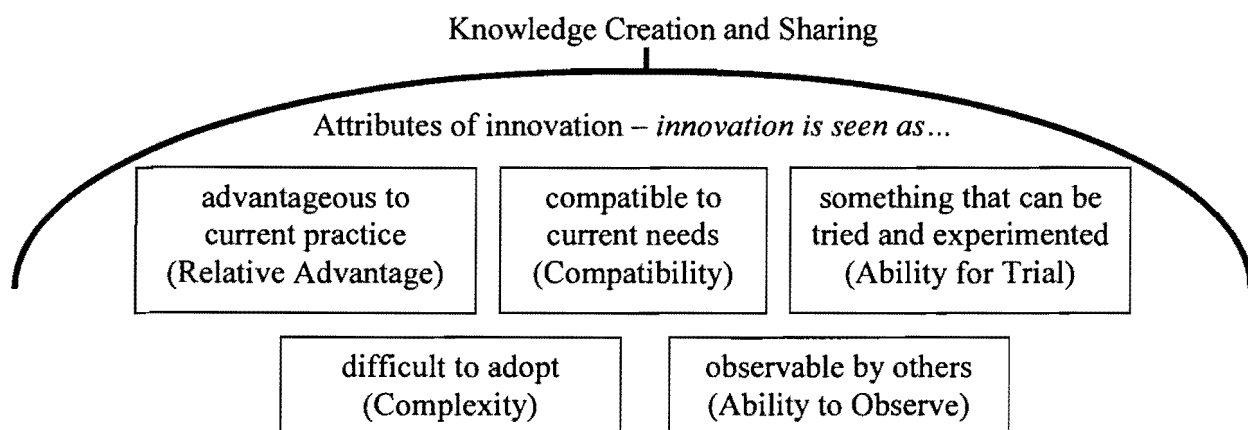 Knowledge Creation and Sharing
Attributes of innovation – innovation is seen as...
advantageous to
current practice
(Relative Advantage)
compatible to
current needs
(Compatibility)
something that can be
tried and experimented
(Ability for Trial)
difficult to adopt
(Complexity)
observable by others
(Ability to Observe)